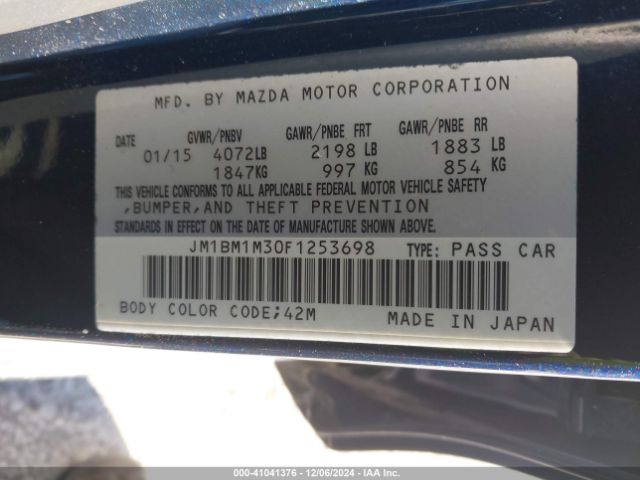 MFD. BY MAZDA MOTOR CORPORATION
DATE GVWR/PNBV GAWR/PNBE FRT GAWR/PNBE RR
01/15 4072LB 2198 LB 1883 LB
1847KG 997 KG 854 KG
THIS VEHICLE CONFORMS TO ALL APPLICABLE FEDERAL MOTOR VEHICLE SAFETY
,BUMPER,AND THEFT PREVENTION
STANDARDS IN EFFECT ON THE DATE OF MANUFACTURE SHOWN ABOVE.
JM1BM1M30F1253698 TYPE: PASS CAR
BODY COLOR CODE;42M MADE IN JAPAN
000-41041376 - 12/06/2024 - IAA Inc.